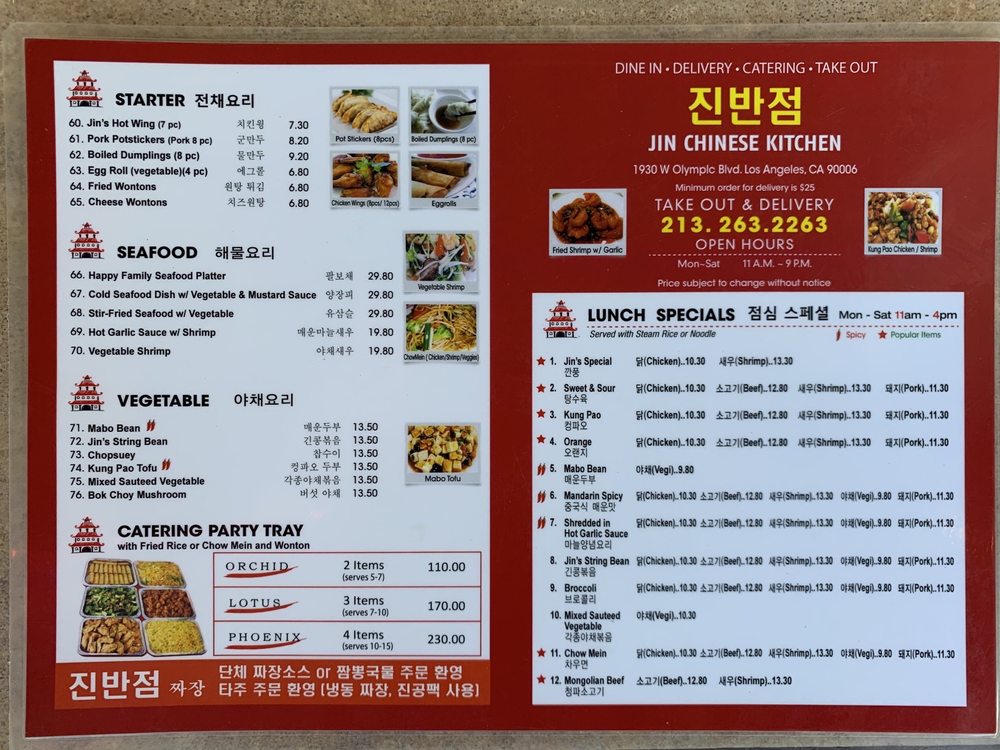 STARTER 전채요리
60. Jin's Hot Wing (7 pc) 치킨윙 7.30
61. Pork Potstickers (Pork 8 pc) 군만두 8.20
62. Boiled Dumplings (8 pc) 물만두 9.20
63. Egg Roll (vegetable)(4 pc) 에그롤 6.80
64. Fried Wontons 원탕 튀김 6.80
65. Cheese Wontons 치즈원탕 6.80
Pot Stickers (8pcs)
Boiled Dumplings (8 pc)
Chicken Wings (8pcs/ 12pcs)
Eggrolls
SEAFOOD 해물요리
66. Happy Family Seafood Platter 팔보채 29.80
67. Cold Seafood Dish w/ Vegetable & Mustard Sauce 양장피 29.80
68. Stir-Fried Seafood w/ Vegetable 유삼슬 29.80
69. Hot Garlic Sauce w/ Shrimp 매운마늘새우 19.80
70. Vegetable Shrimp 야채새우 19.80
Vegetable Shrimp
ChowMein ( Chicken/Shrimp/Veggies)
VEGETABLE 야채요리
71. Mabo Bean 매운두부 13.50
72. Jin's String Bean 긴콩볶음 13.50
73. Chopsuey 찹수이 13.50
74. Kung Pao Tofu 컹파오 두부 13.50
75. Mixed Sauteed Vegetable 각종야채볶음 13.50
76. Bok Choy Mushroom 버섯 야채 13.50
Mabo Tofu
CATERING PARTY TRAY
with Fried Rice or Chow Mein and Wonton
ORCHID 2 Items (serves 5-7) 110.00
LOTUS 3 Items (serves 7-10) 170.00
PHOENIX 4 Items (serves 10-15) 230.00
진반점 짜장
단체 짜장소스 or 짬뽕국물 주문 환영
타주 주문 환영 (냉동 짜장, 진공팩 사용)
DINE IN • DELIVERY • CATERING • TAKE OUT
진반점
JIN CHINESE KITCHEN
1930 W Olympic Blvd. Los Angeles, CA 90006
Minimum order for delivery is $25
TAKE OUT & DELIVERY
213. 263.2263
OPEN HOURS
Mon~Sat 11 A.M. ~ 9 P.M.
Price subject to change without notice
Fried Shrimp w/ Garlic
Kung Pao Chicken / Shrimp
LUNCH SPECIALS 점심 스페셜 Mon - Sat 11am - 4pm
Served with Steam Rice or Noodle
Spicy ★ Popular Items
★ 1. Jin's Special 닭(Chicken)..10.30 새우(Shrimp)..13.30
깐풍
★ 2. Sweet & Sour 닭(Chicken)..10.30 소고기(Beef)..12.80 새우(Shrimp)..13.30 돼지(Pork)..11.30
탕수육
★ 3. Kung Pao 닭(Chicken)..10.30 소고기(Beef)..12.80 새우(Shrimp)..13.30 돼지(Pork)..11.30
컹파오
★ 4. Orange 닭(Chicken)..10.30 소고기(Beef)..12.80 새우(Shrimp)..13.30 돼지(Pork)..11.30
오랜지
5. Mabo Bean 야채(Vegi)..9.80
매운두부
6. Mandarin Spicy 닭(Chicken)..10.30 소고기(Beef)..12.80 새우(Shrimp)..13.30 야채(Vegi)..9.80 돼지(Pork)..11.30
중국식 매운맛
7. Shredded in 닭(Chicken)..10.30 소고기(Beef)..12.80 새우(Shrimp)..13.30 야채(Vegi)..9.80 돼지(Pork)..11.30
Hot Garlic Sauce
마늘양념요리
8. Jin's String Bean 닭(Chicken)..10.30 소고기(Beef)..12.80 새우(Shrimp)..13.30 야채(Vegi)..9.80 돼지(Pork)..11.30
긴콩볶음
9. Broccoli 닭(Chicken)..10.30 소고기(Beef)..12.80 새우(Shrimp)..13.30 야채(Vegi)..9.80 돼지(Pork)..11.30
브로콜리
10. Mixed Sauteed 야채(Vegi)..10.30
Vegetable
각종야채볶음
★ 11. Chow Mein 닭(Chicken)..10.30 소고기(Beef)..12.80 새우(Shrimp)..13.30 야채(Vegi)..9.80 돼지(Pork)..11.30
차우면
★ 12. Mongolian Beef 소고기(Beef)..12.80 새우(Shrimp)..13.30
청파소고기